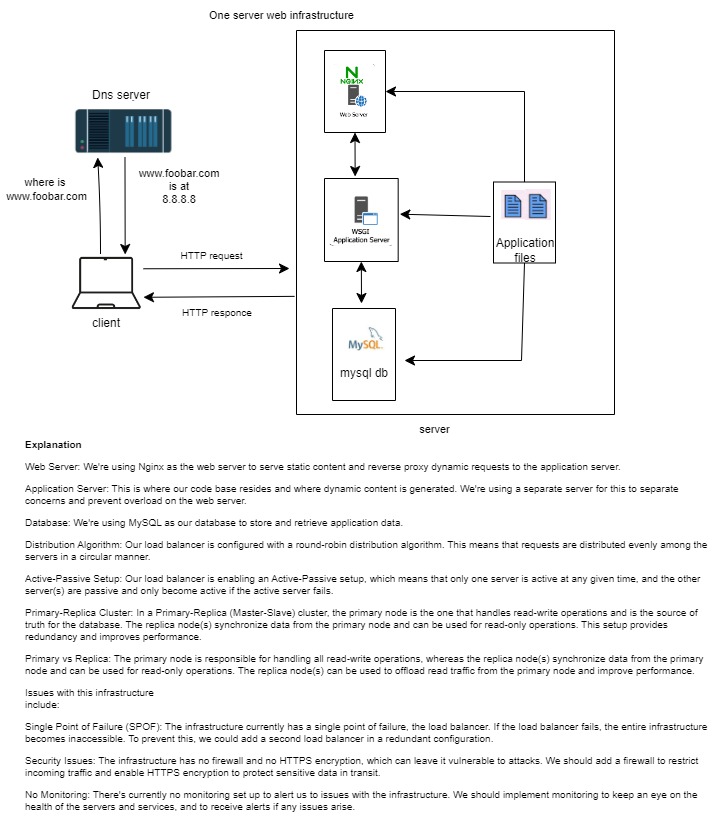 One server web infrastructure
Dns server
where is
www.foobar.com
www.foobar.com
is at
8.8.8.8
client
HTTP request
HTTP responce
NGINX
Web Server
WSGI
Application Server
Application
files
MySQL
mysql db
server
Explanation
Web Server: We're using Nginx as the web server to serve static content and reverse proxy dynamic requests to the application server.
Application Server: This is where our code base resides and where dynamic content is generated. We're using a separate server for this to separate
concerns and prevent overload on the web server.
Database: We're using MySQL as our database to store and retrieve application data.
Distribution Algorithm: Our load balancer is configured with a round-robin distribution algorithm. This means that requests are distributed evenly among the
servers in a circular manner.
Active-Passive Setup: Our load balancer is enabling an Active-Passive setup, which means that only one server is active at any given time, and the other
server(s) are passive and only become active if the active server fails.
Primary-Replica Cluster: In a Primary-Replica (Master-Slave) cluster, the primary node is the one that handles read-write operations and is the source of
truth for the database. The replica node(s) synchronize data from the primary node and can be used for read-only operations. This setup provides
redundancy and improves performance.
Primary vs Replica: The primary node is responsible for handling all read-write operations, whereas the replica node(s) synchronize data from the primary
node and can be used for read-only operations. The replica node(s) can be used to offload read traffic from the primary node and improve performance.
Issues with this infrastructure
include:
Single Point of Failure (SPOF): The infrastructure currently has a single point of failure, the load balancer. If the load balancer fails, the entire infrastructure
becomes inaccessible. To prevent this, we could add a second load balancer in a redundant configuration.
Security Issues: The infrastructure has no firewall and no HTTPS encryption, which can leave it vulnerable to attacks. We should add a firewall to restrict
incoming traffic and enable HTTPS encryption to protect sensitive data in transit.
No Monitoring: There's currently no monitoring set up to alert us to issues with the infrastructure. We should implement monitoring to keep an eye on the
health of the servers and services, and to receive alerts if any issues arise.